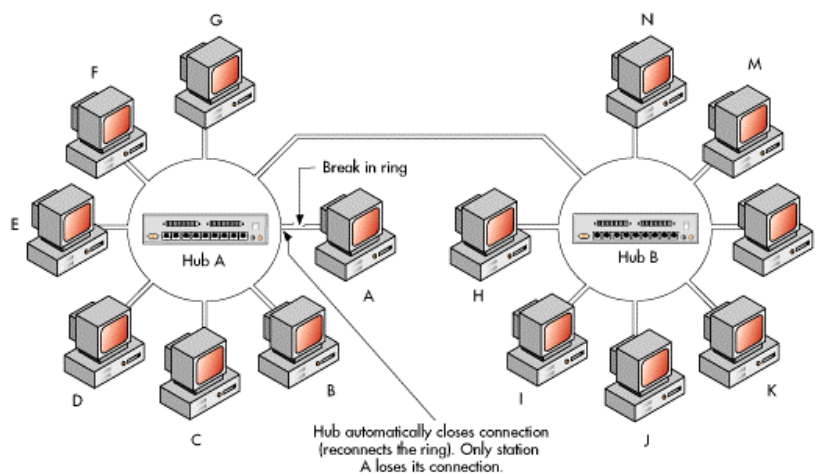 G
N
F
M
Break in ring
E
Hub A
A
H
Hub B
D
C
B
I
J
K
Hub automatically closes connection
(reconnects the ring). Only station
A loses its connection.